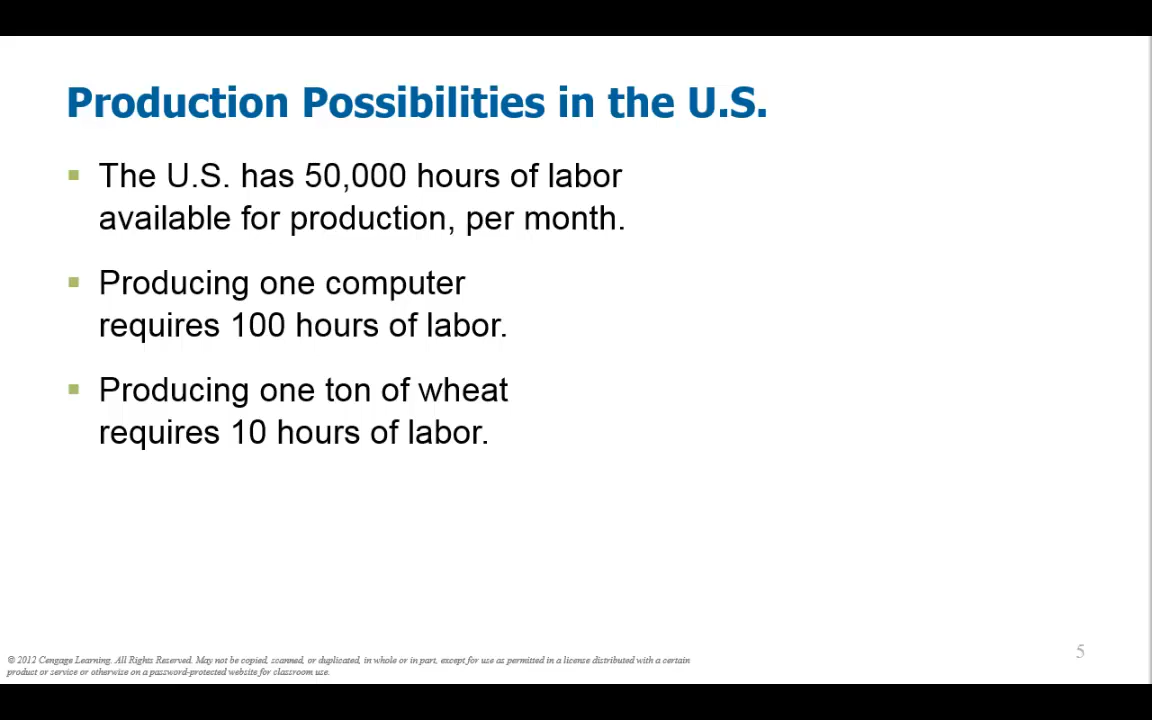 Production Possibilities in the U.S.
The U.S. has 50,000 hours of labor
available for production, per month.
Producing one computer
requires 100 hours of labor.
Producing one ton of wheat
requires 10 hours of labor.
© 2012 Cengage Learning. All Rights Reserved. May not be copied, scanned, or duplicated, in whole or in part, except for use as permitted in a license distributed with a certain
product or service or otherwise on a password-protected website for classroom use.
5